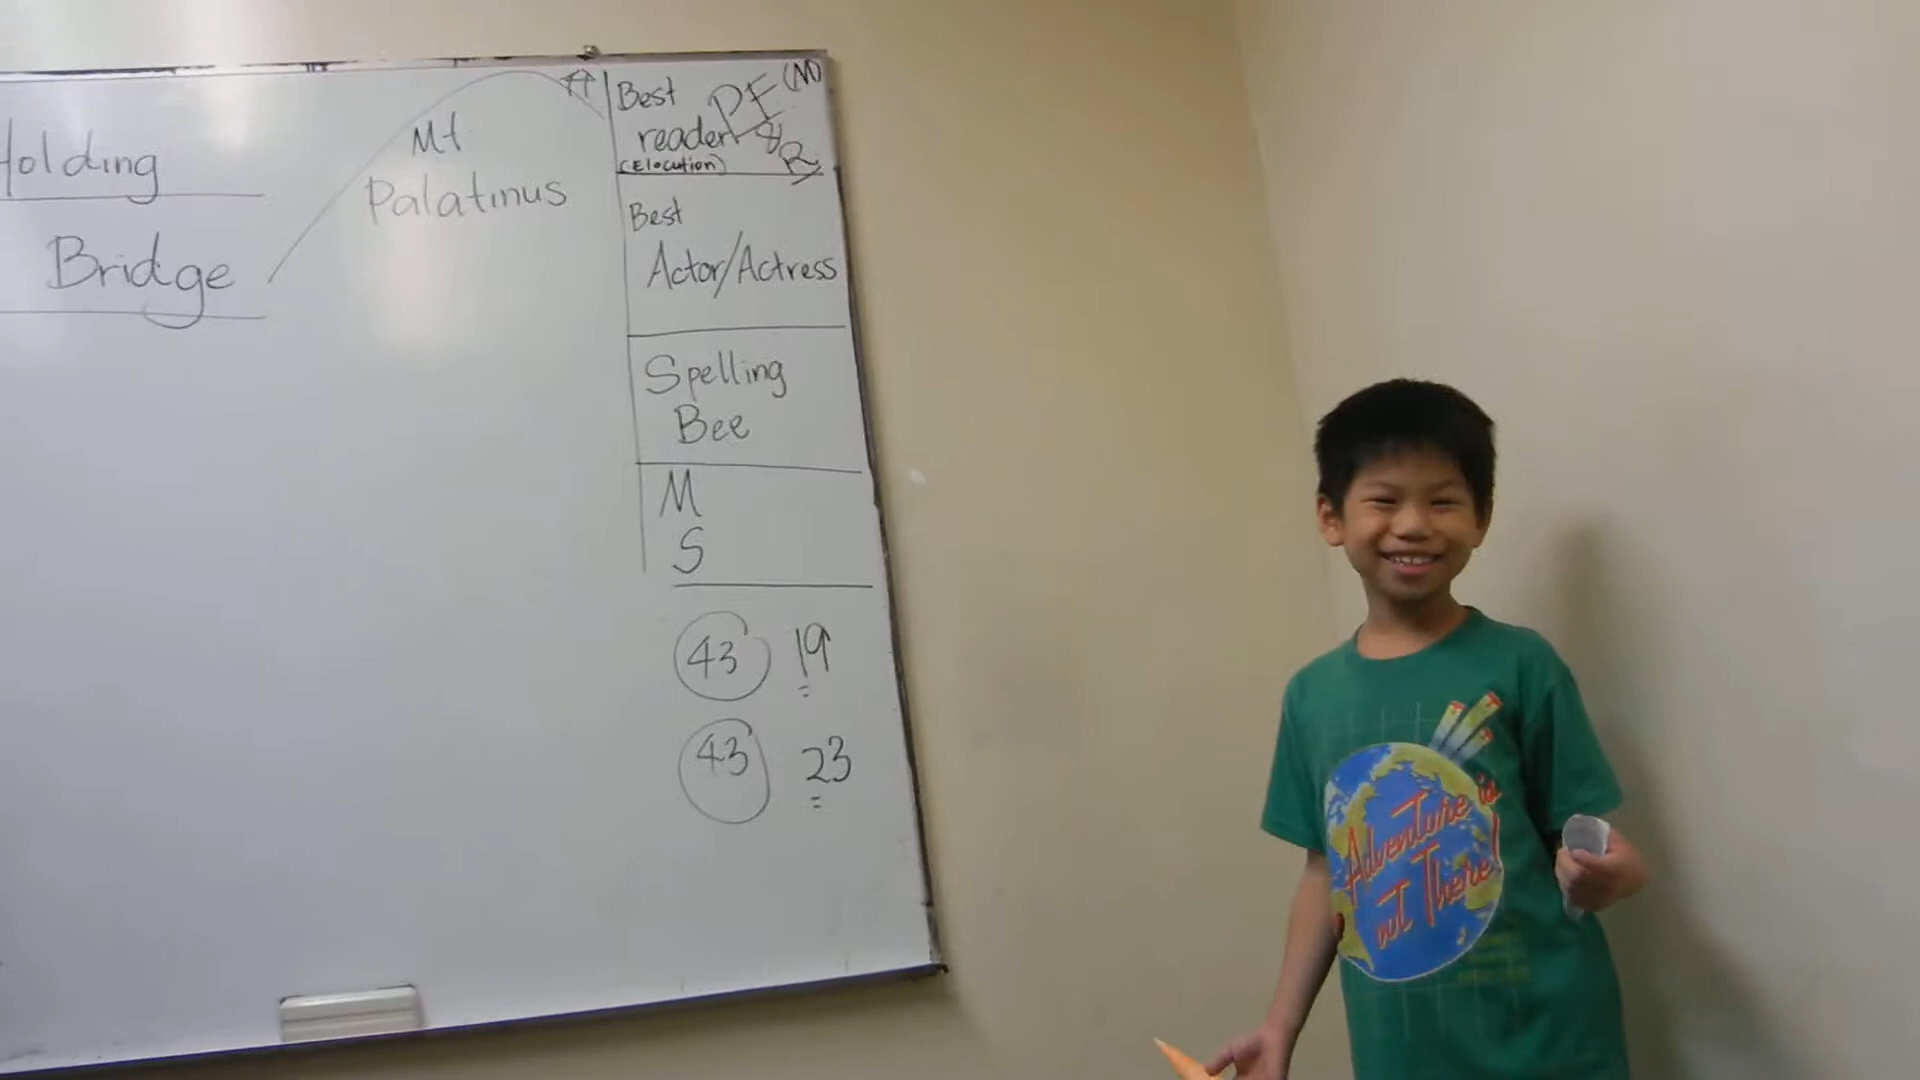 Holding
Bridge
Mt
Palatinus
Best
reader
(Elocution)
PF (M)
& R
Best
Actor/Actress
Spelling
Bee
M
S
43 19
43 23
Adventure is
out There!